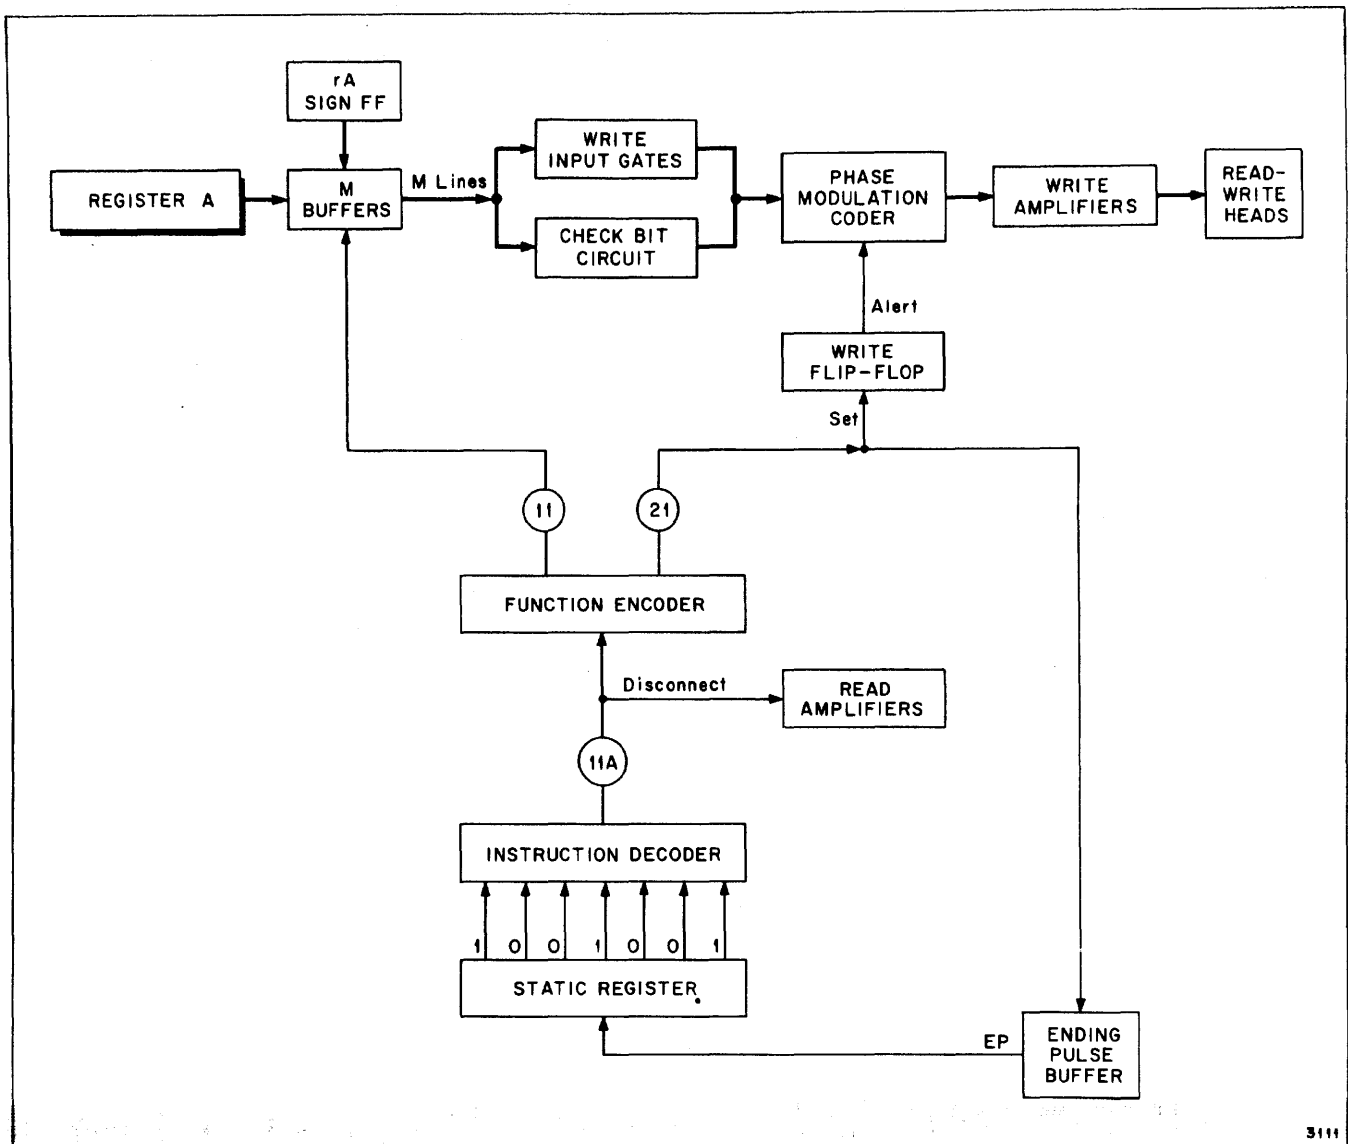 rA
SIGN FF
REGISTER A
M
BUFFERS
M Lines
WRITE
INPUT GATES
CHECK BIT
CIRCUIT
PHASE
MODULATION
CODER
WRITE
AMPLIFIERS
READ-
WRITE
HEADS
Alert
WRITE
FLIP-FLOP
Set
11
21
FUNCTION ENCODER
Disconnect
READ
AMPLIFIERS
11A
INSTRUCTION DECODER
1 0 0 1 0 0 1
STATIC REGISTER
EP
ENDING
PULSE
BUFFER
3111